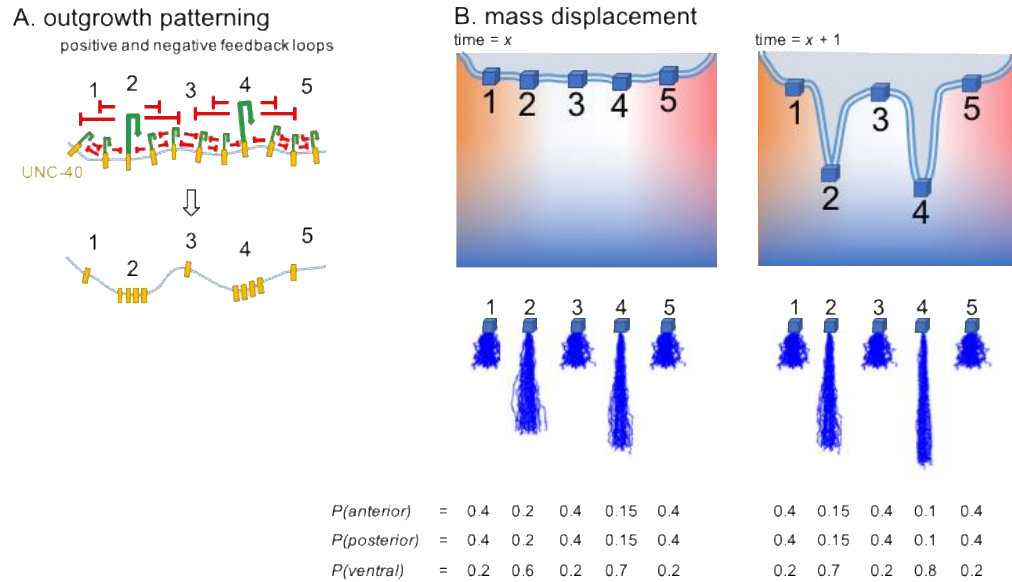 A. outgrowth patterning
positive and negative feedback loops
1 2 3 4 5
UNC-40
1 2 3 4 5
B. mass displacement
time = x
1 2 3 4 5
time = x + 1
1 2 3 4 5
1 2 3 4 5
1 2 3 4 5
P(anterior) = 0.4 0.2 0.4 0.15 0.4 0.4 0.15 0.4 0.1 0.4
P(posterior) = 0.4 0.2 0.4 0.15 0.4 0.4 0.15 0.4 0.1 0.4
P(ventral) = 0.2 0.6 0.2 0.7 0.2 0.2 0.7 0.2 0.8 0.2